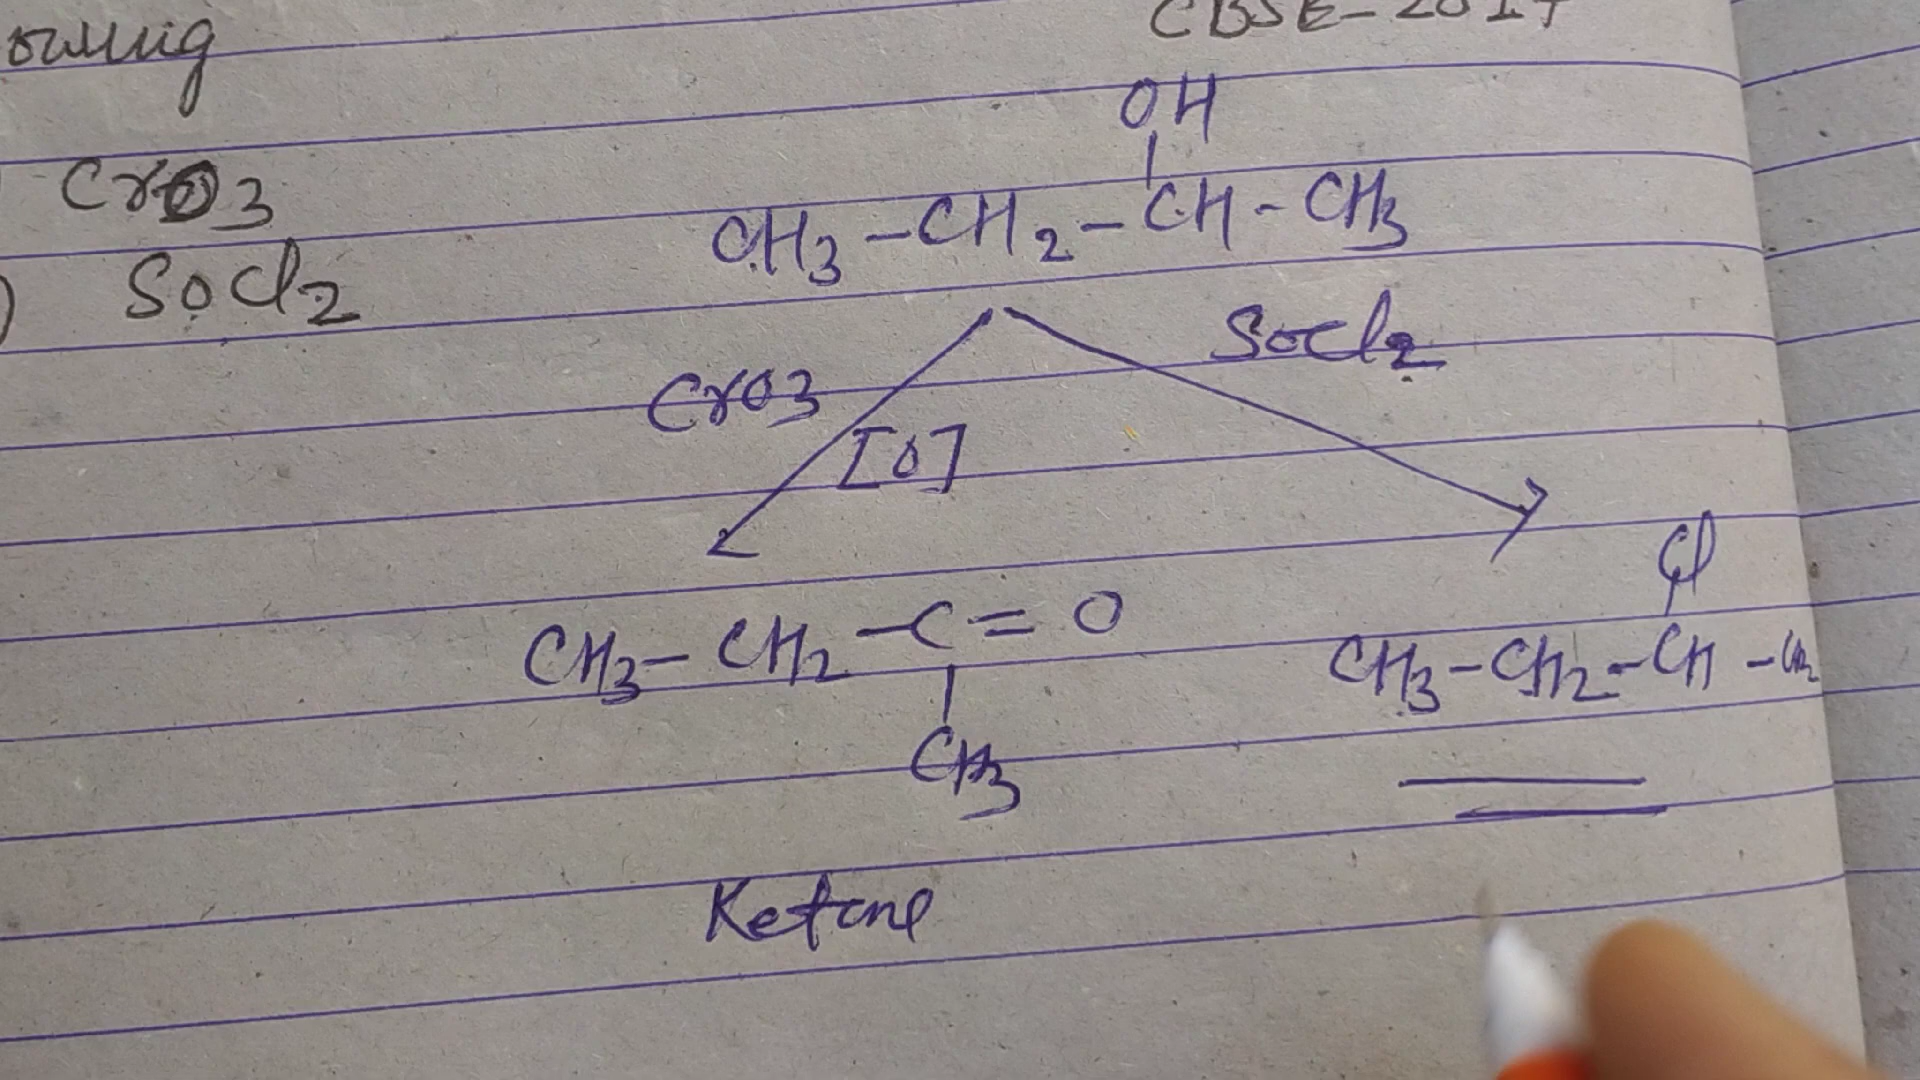 CBSE-2017
OH
CrO3
CH3-CH2-CH-CH3
SOCl2
SOCl2
CrO3
[O]
Cl
CH3-CH2-C=O
CH3-CH2-CH-CH3
CH3
Ketone